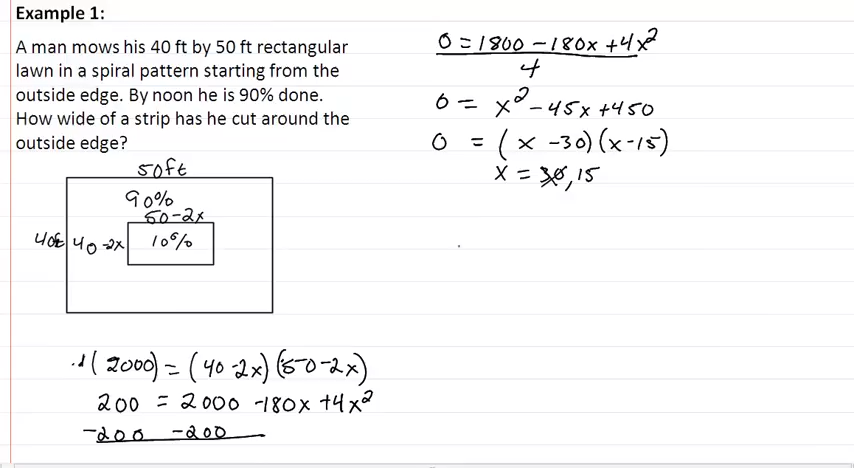 Example 1:
A man mows his 40 ft by 50 ft rectangular
lawn in a spiral pattern starting from the
outside edge. By noon he is 90% done.
How wide of a strip has he cut around the
outside edge?
50ft
90%
50-2x
40ft 40-2x 10%
.1(2000) = (40-2x)(50-2x)
200 = 2000 -180x +4x²
-200 -200
0 = 1800 - 180x + 4x²
4
0 = x² - 45x + 450
0 = (x - 30)(x - 15)
x = 30, 15